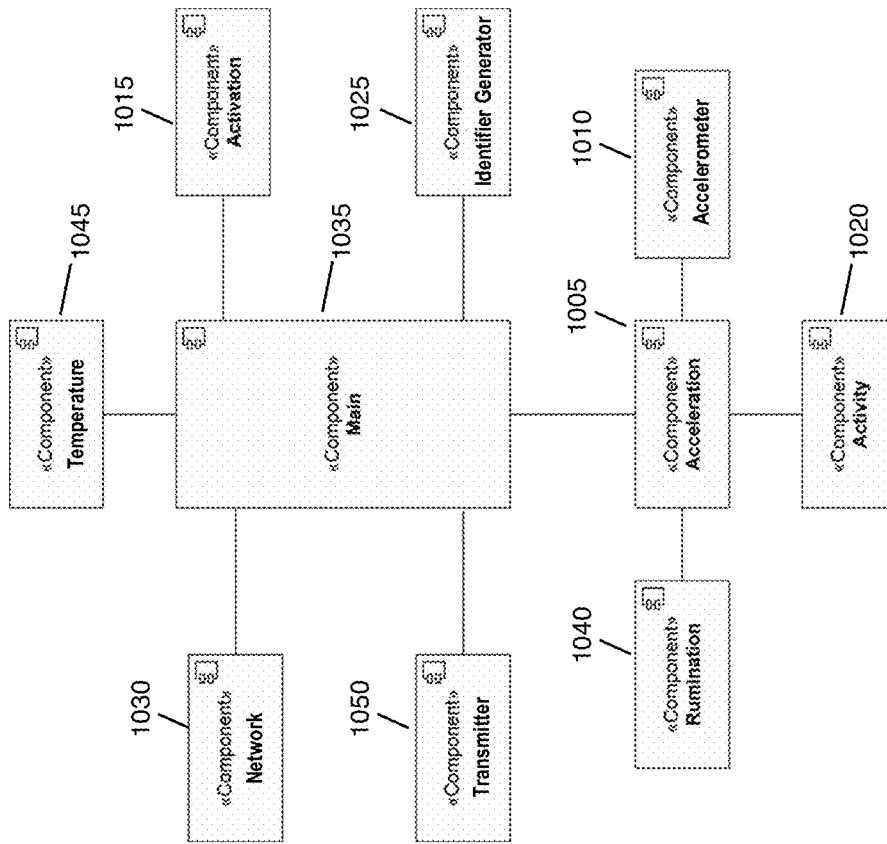 1040
«Component»
Rumination
1050
«Component»
Transmitter
1030
«Component»
Network
«Component»
Activity
1020
1005
«Component»
Acceleration
«Component»
Main
1035
«Component»
Temperature
1045
1010
«Component»
Accelerometer
1025
«Component»
Identifier Generator
1015
«Component»
Activation